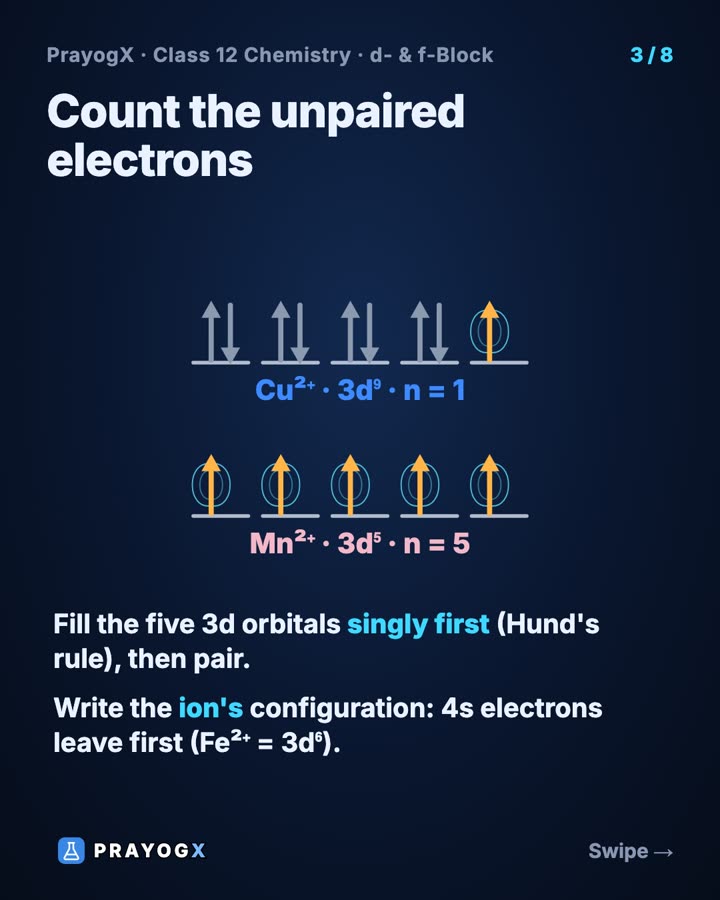 PrayogX · Class 12 Chemistry · d- & f-Block
3 / 8
Count the unpaired
electrons
Cu²⁺ · 3d⁹ · n = 1
Mn²⁺ · 3d⁵ · n = 5
Fill the five 3d orbitals singly first (Hund's
rule), then pair.
Write the ion's configuration: 4s electrons
leave first (Fe²⁺ = 3d⁶).
PRAYOGX
Swipe →